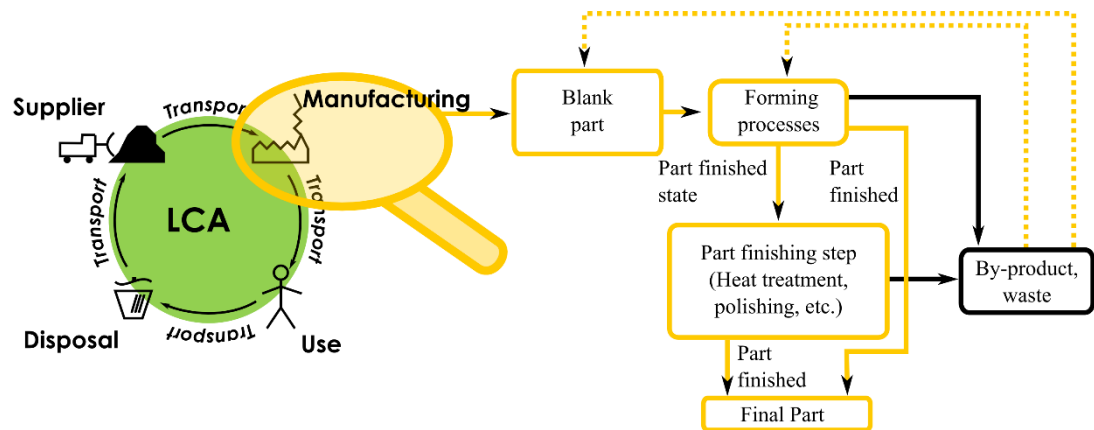 Supplier
Transport
Manufacturing
Transport
Use
Transport
Disposal
Transport
LCA
Blank
part
Forming
processes
Part finished
state
Part
finished
Part finishing step
(Heat treatment,
polishing, etc.)
By-product,
waste
Part
finished
Final Part